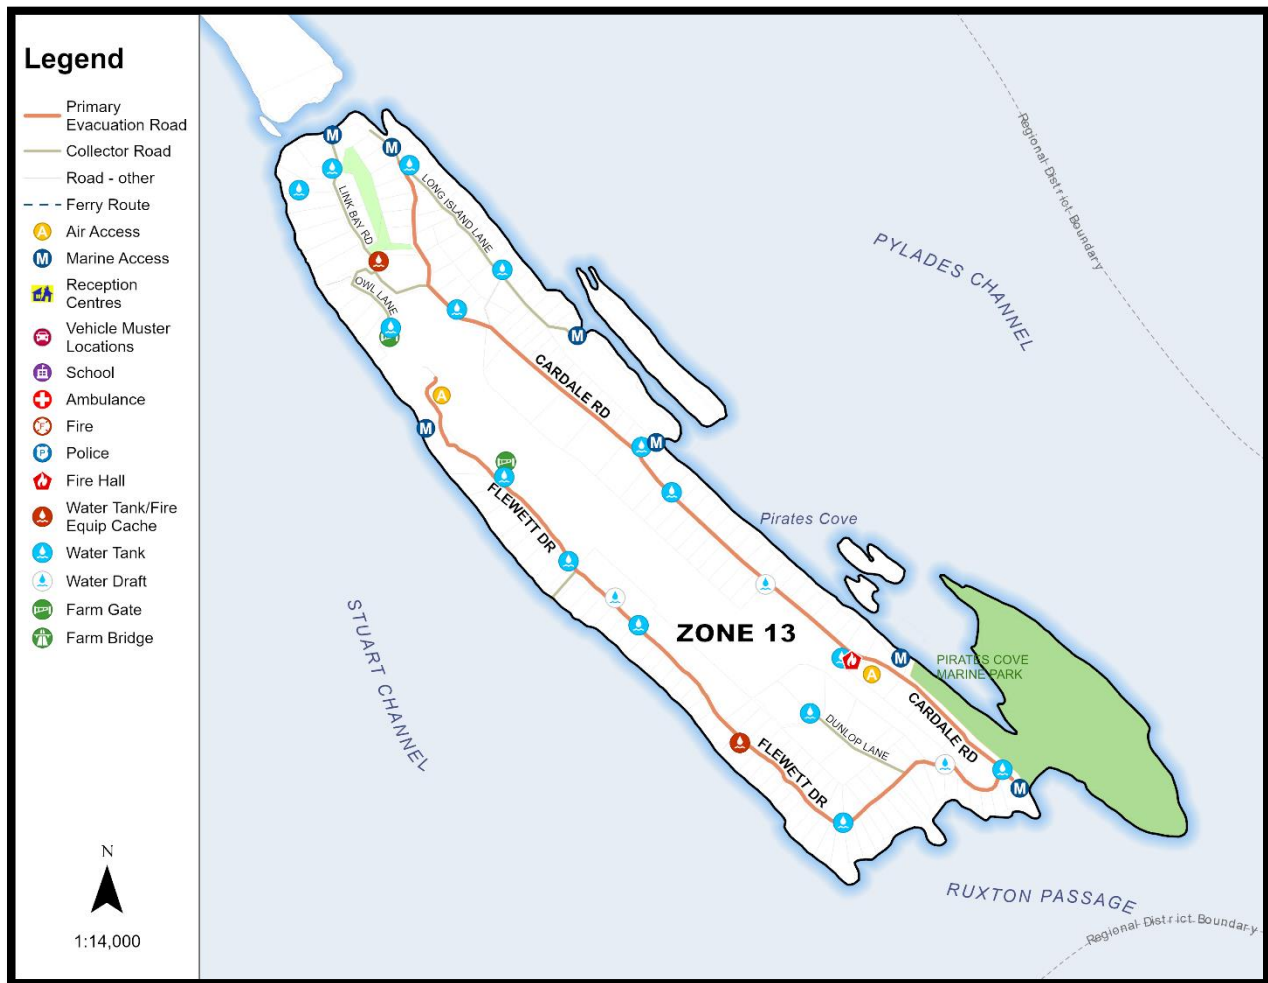 Legend
Primary
Evacuation Road
Collector Road
Road - other
Ferry Route
A Air Access
M Marine Access
Reception
Centres
Vehicle Muster
Locations
School
Ambulance
Fire
P Police
Fire Hall
Water Tank/Fire
Equip Cache
Water Tank
Water Draft
Farm Gate
Farm Bridge
N
1:14,000
Regional District Boundary
PYLADES CHANNEL
M
M
LONG ISLAND LANE
LINK BAY RD
OWL LANE
M
CARDALE RD
A
M
M
FLEWETT DR
Pirates Cove
STUART CHANNEL
ZONE 13
M
A
PIRATES COVE
MARINE PARK
CARDALE RD
DUNLOP LANE
FLEWETT DR
M
RUXTON PASSAGE
Regional District Boundary